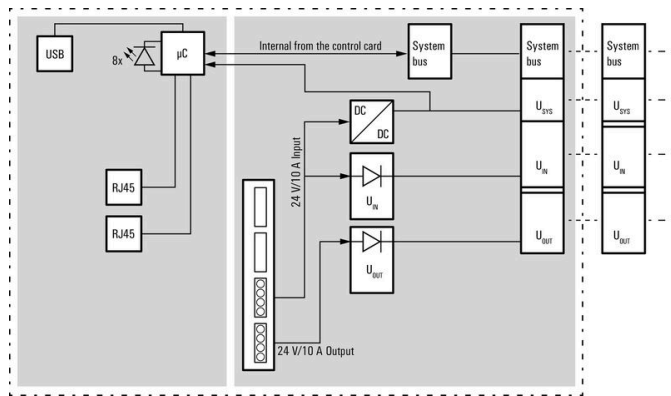 USB
8x
µC
Internal from the control card
System
bus
System
bus
System
bus
DC
DC
U SYS
U SYS
24 V/10 A Input
U IN
U IN
U IN
RJ45
RJ45
U OUT
U OUT
U OUT
24 V/10 A Output